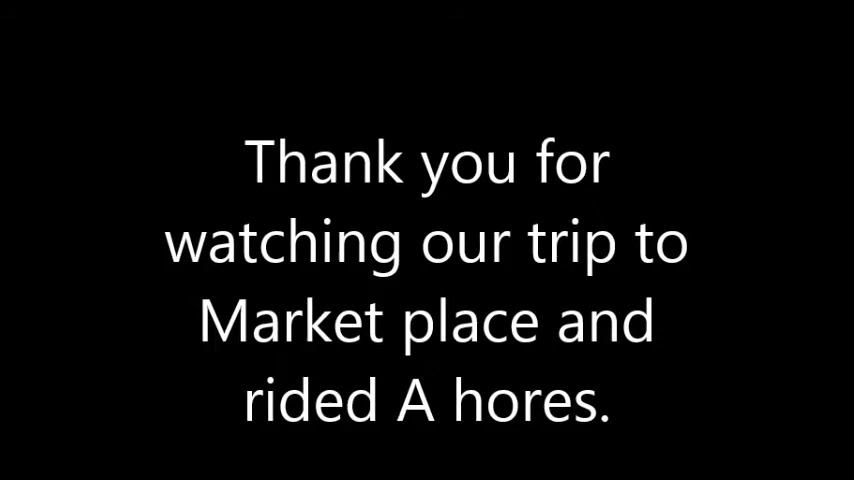 Thank you for
watching our trip to
Market place and
rided A hores.